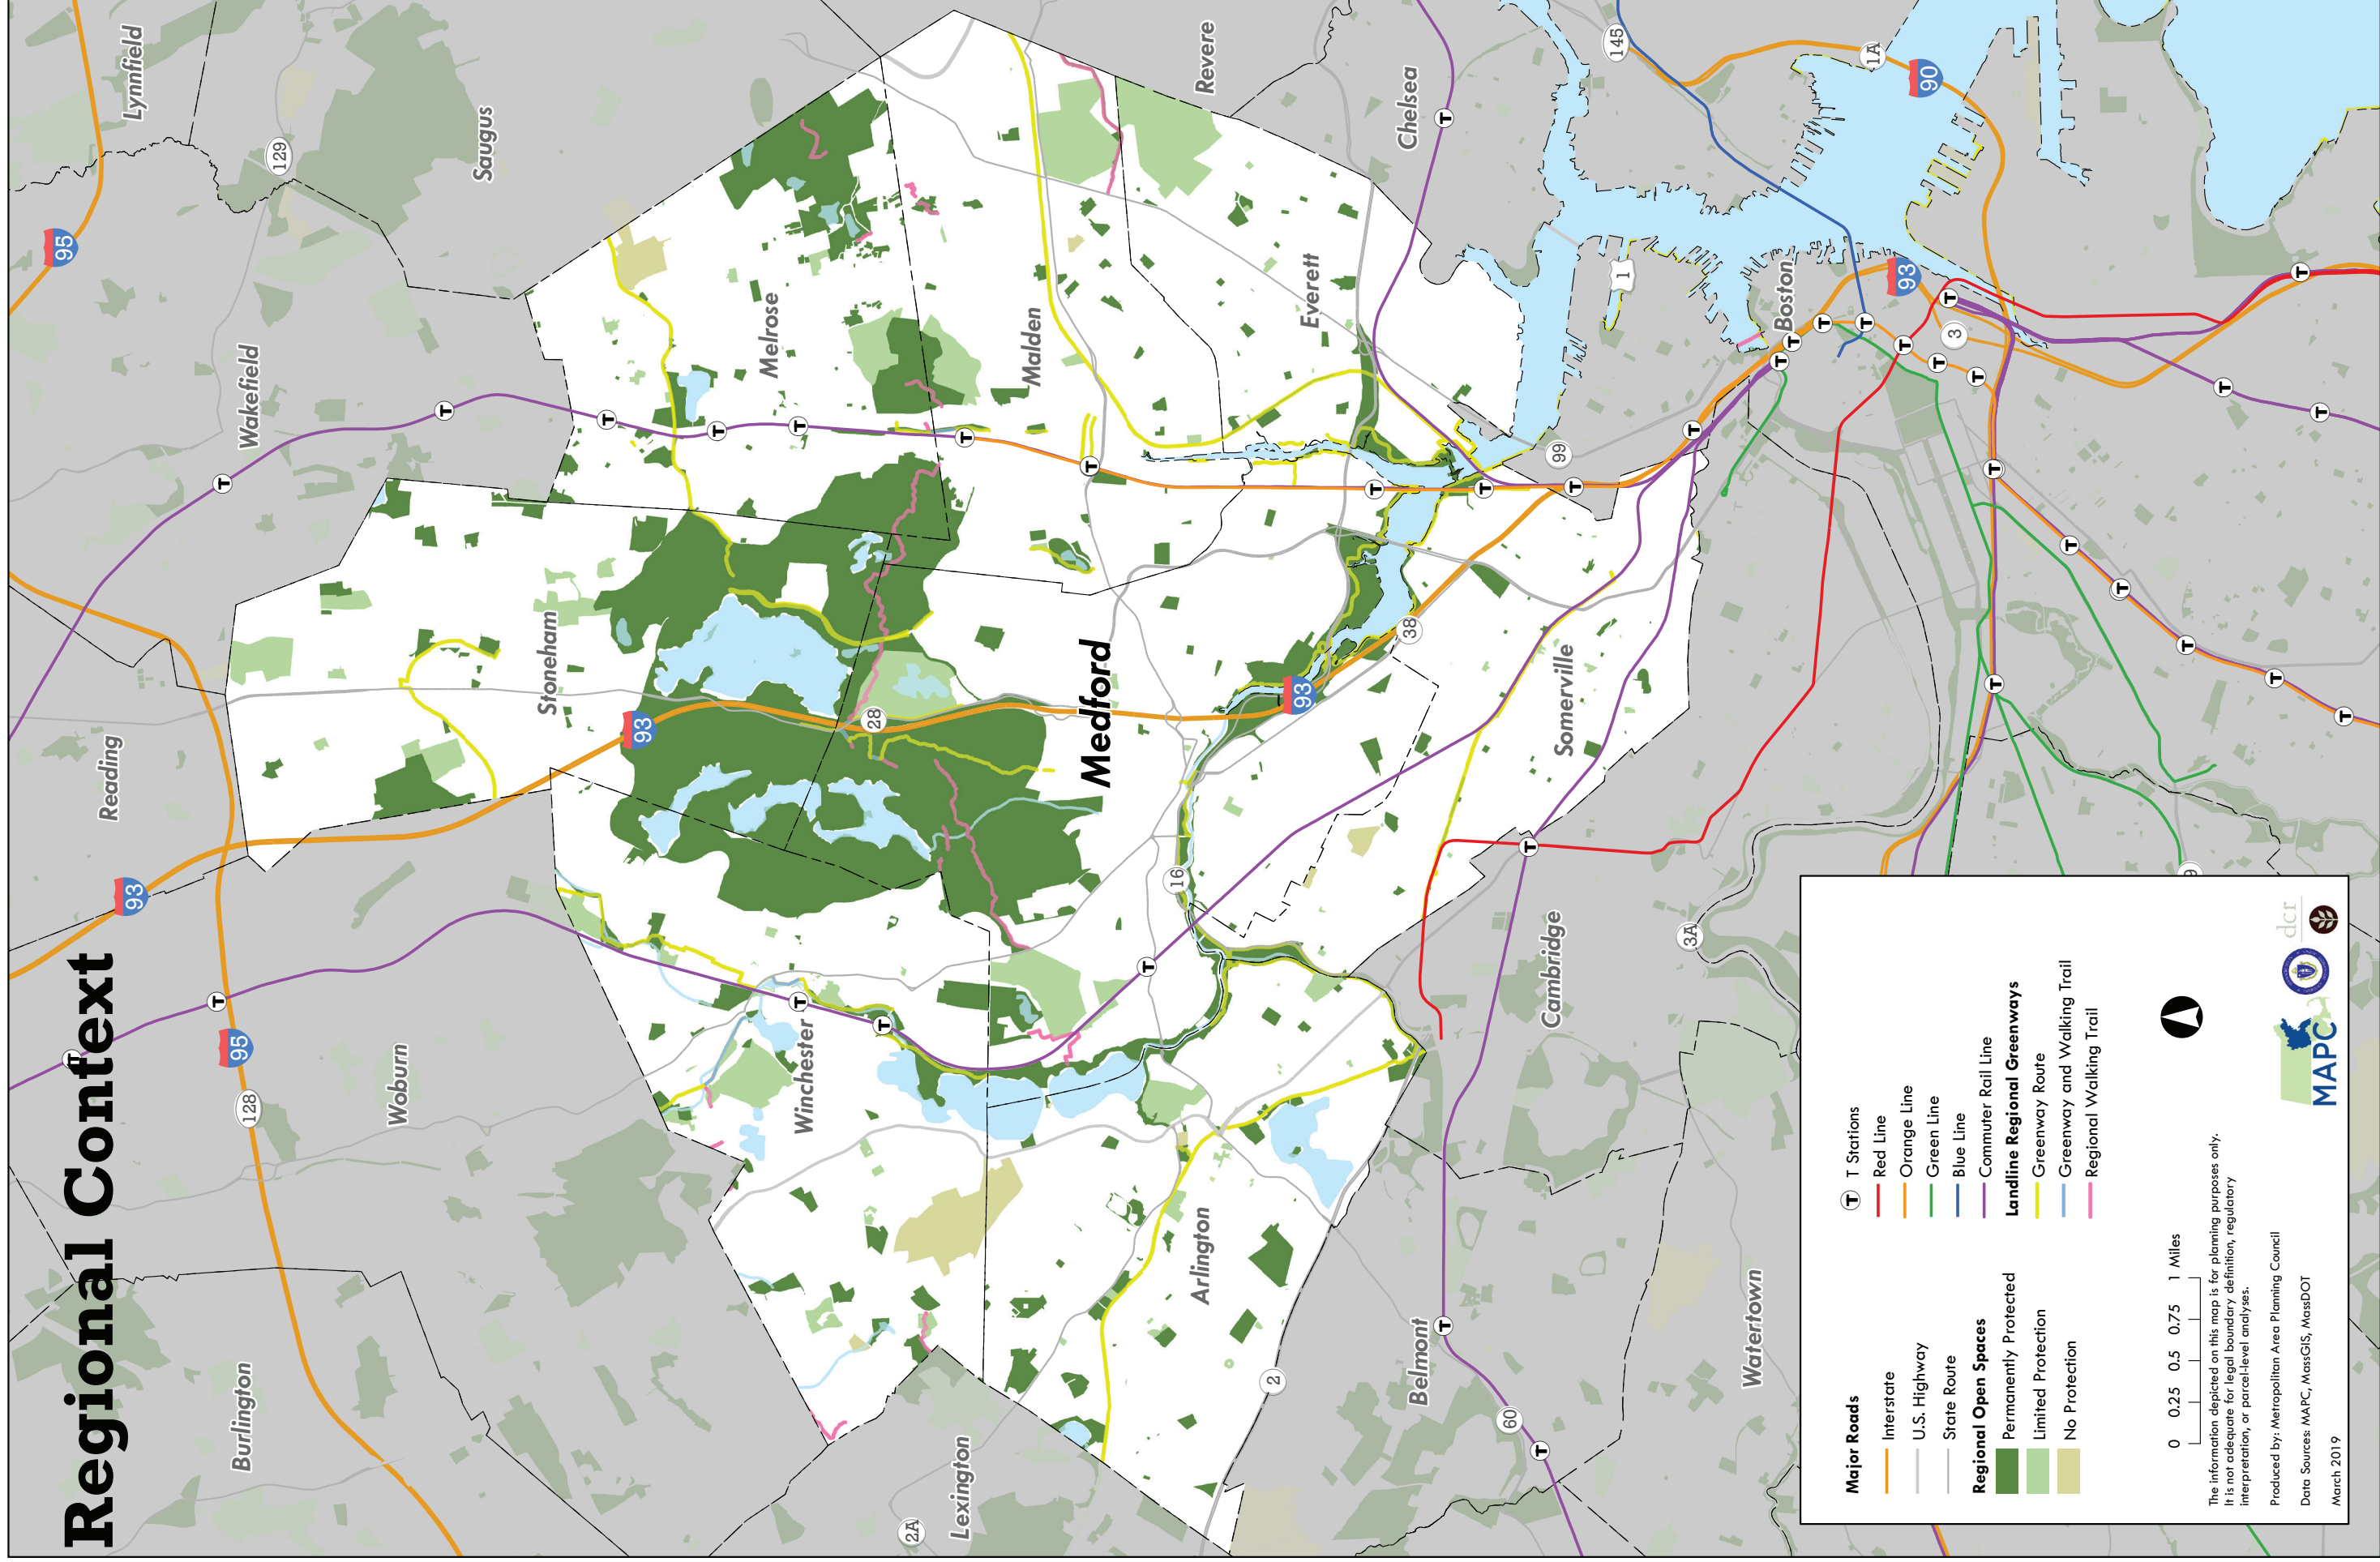 Regional Context
Lynnfield
Saugus
Wakefield
Reading
Woburn
Burlington
Lexington
Stoneham
Melrose
Malden
Everett
Revere
Chelsea
Boston
Medford
Somerville
Winchester
Arlington
Cambridge
Belmont
Watertown
95
129
93
95
128
93
28
93
16
38
99
1
145
1A
90
93
3
3A
9
2
2A
60
Major Roads
Interstate
U.S. Highway
State Route
Regional Open Spaces
Permanently Protected
Limited Protection
No Protection
T T Stations
Red Line
Orange Line
Green Line
Blue Line
Commuter Rail Line
Landline Regional Greenways
Greenway Route
Greenway and Walking Trail
Regional Walking Trail
0 0.25 0.5 0.75 1 Miles
The information depicted on this map is for planning purposes only.
It is not adequate for legal boundary definition, regulatory
interpretation, or parcel-level analyses.
Produced by: Metropolitan Area Planning Council
Data Sources: MAPC, MassGIS, MassDOT
March 2019
MAPC
dcr